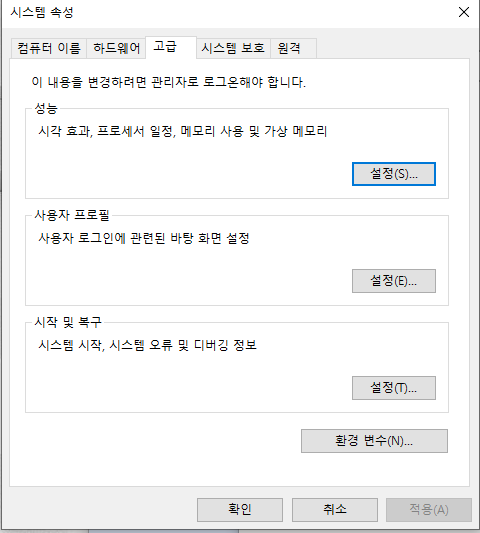 시스템 속성
컴퓨터 이름 하드웨어 고급 시스템 보호 원격
이 내용을 변경하려면 관리자로 로그온해야 합니다.
성능
시각 효과, 프로세서 일정, 메모리 사용 및 가상 메모리
설정(S)...
사용자 프로필
사용자 로그인에 관련된 바탕 화면 설정
설정(E)...
시작 및 복구
시스템 시작, 시스템 오류 및 디버깅 정보
설정(T)...
환경 변수(N)...
확인 취소 적용(A)